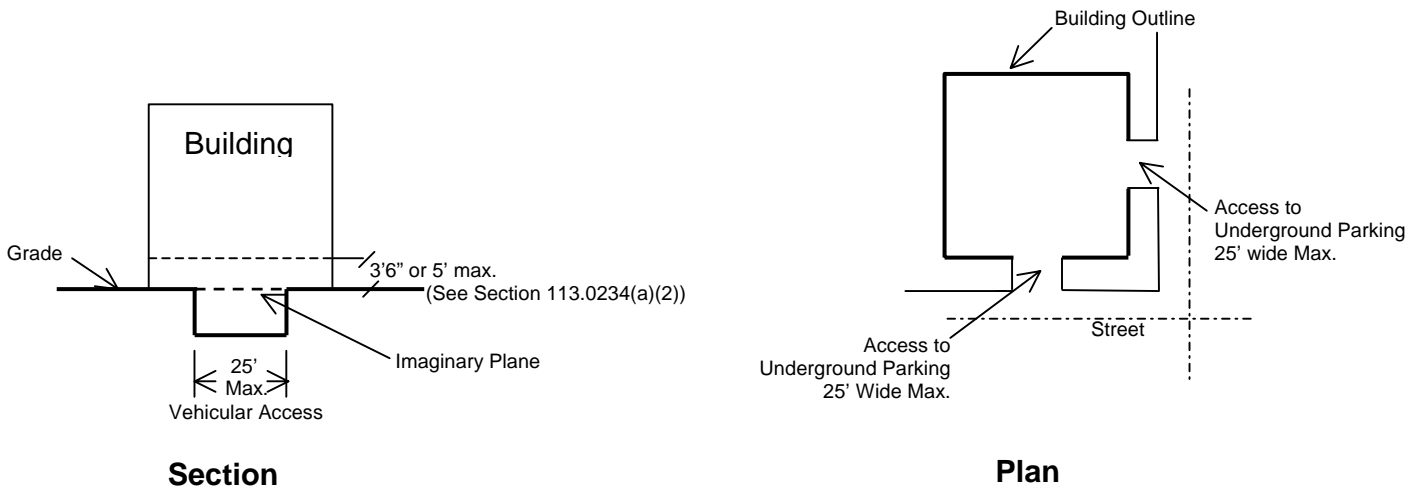 Building
Grade
3'6" or 5' max.
(See Section 113.0234(a)(2))
Imaginary Plane
25'
Max.
Vehicular Access
Section
Building Outline
Access to
Underground Parking
25' wide Max.
Street
Access to
Underground Parking
25' Wide Max.
Plan